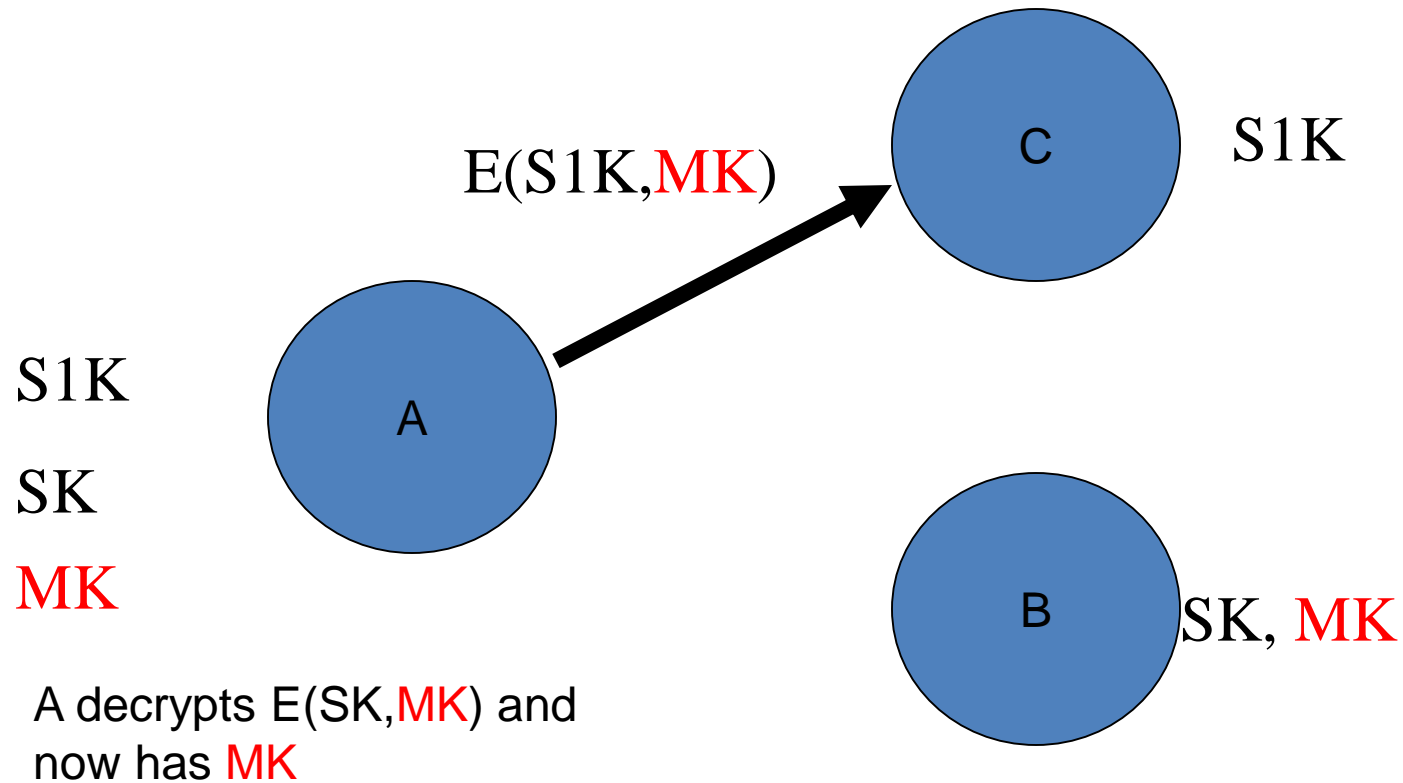 C
S1K
E(S1K,MK)
S1K
A
SK
MK
B
SK, MK
A decrypts E(SK,MK) and
now has MK